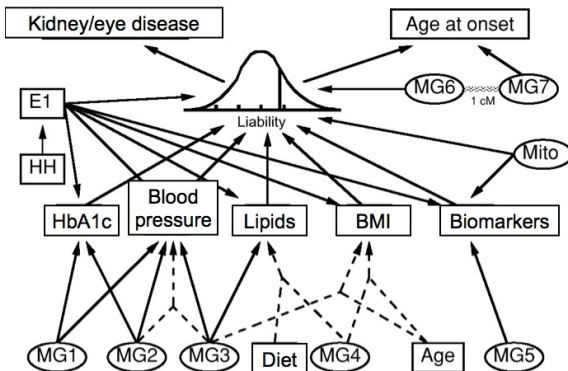 Kidney/eye disease
Age at onset
E1
MG6
MG7
1 cM
Liability
HH
Mito
HbA1c
Blood
pressure
Lipids
BMI
Biomarkers
MG1
MG2
MG3
Diet
MG4
Age
MG5